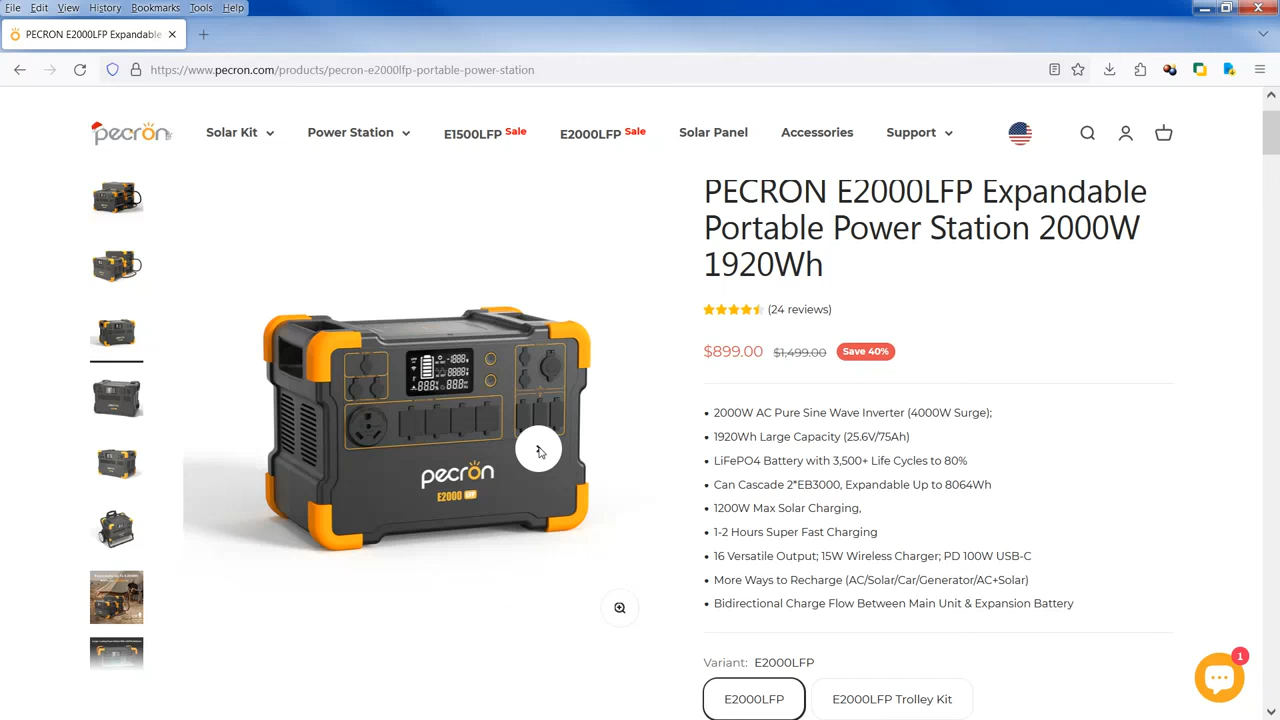 File Edit View History Bookmarks Tools Help
PECRON E2000LFP Expandable
https://www.pecron.com/products/pecron-e2000lfp-portable-power-station
pecron Solar Kit Power Station E1500LFP Sale E2000LFP Sale Solar Panel Accessories Support
PECRON E2000LFP Expandable
Portable Power Station 2000W
1920Wh
(24 reviews)
$899.00 $1,499.00 Save 40%
• 2000W AC Pure Sine Wave Inverter (4000W Surge);
• 1920Wh Large Capacity (25.6V/75Ah)
• LiFePO4 Battery with 3,500+ Life Cycles to 80%
• Can Cascade 2*EB3000, Expandable Up to 8064Wh
• 1200W Max Solar Charging,
• 1-2 Hours Super Fast Charging
• 16 Versatile Output; 15W Wireless Charger; PD 100W USB-C
• More Ways to Recharge (AC/Solar/Car/Generator/AC+Solar)
• Bidirectional Charge Flow Between Main Unit & Expansion Battery
pecron
E2000 LFP
Variant: E2000LFP
E2000LFP E2000LFP Trolley Kit
1